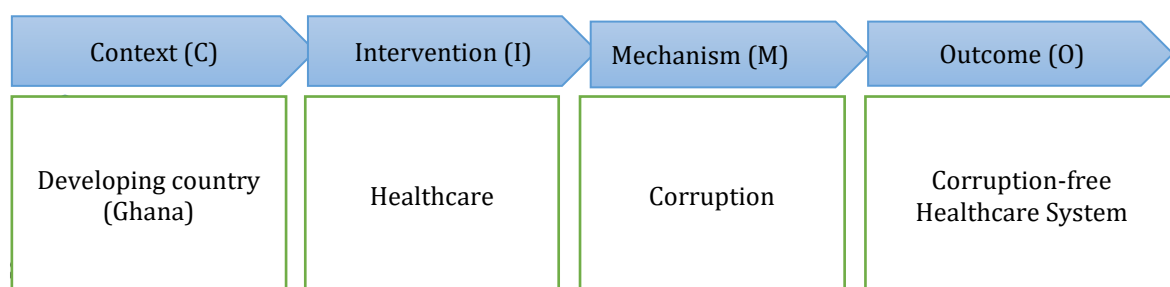 Context (C)
Intervention (I)
Mechanism (M)
Outcome (O)
Developing country
(Ghana)
Healthcare
Corruption
Corruption-free
Healthcare System